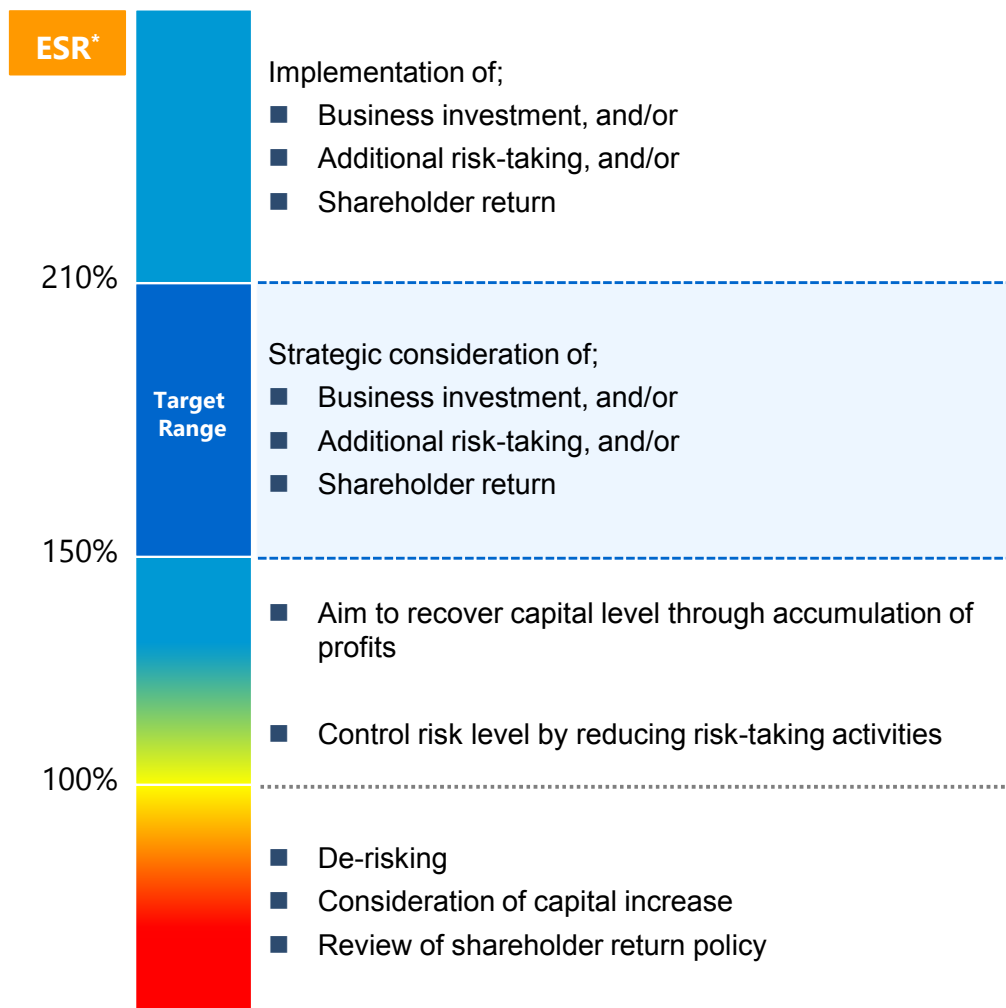 ESR*
Implementation of;
■ Business investment, and/or
■ Additional risk-taking, and/or
■ Shareholder return
210%
Strategic consideration of;
■ Business investment, and/or
■ Additional risk-taking, and/or
■ Shareholder return
Target
Range
150%
■ Aim to recover capital level through accumulation of
profits
■ Control risk level by reducing risk-taking activities
100%
■ De-risking
■ Consideration of capital increase
■ Review of shareholder return policy